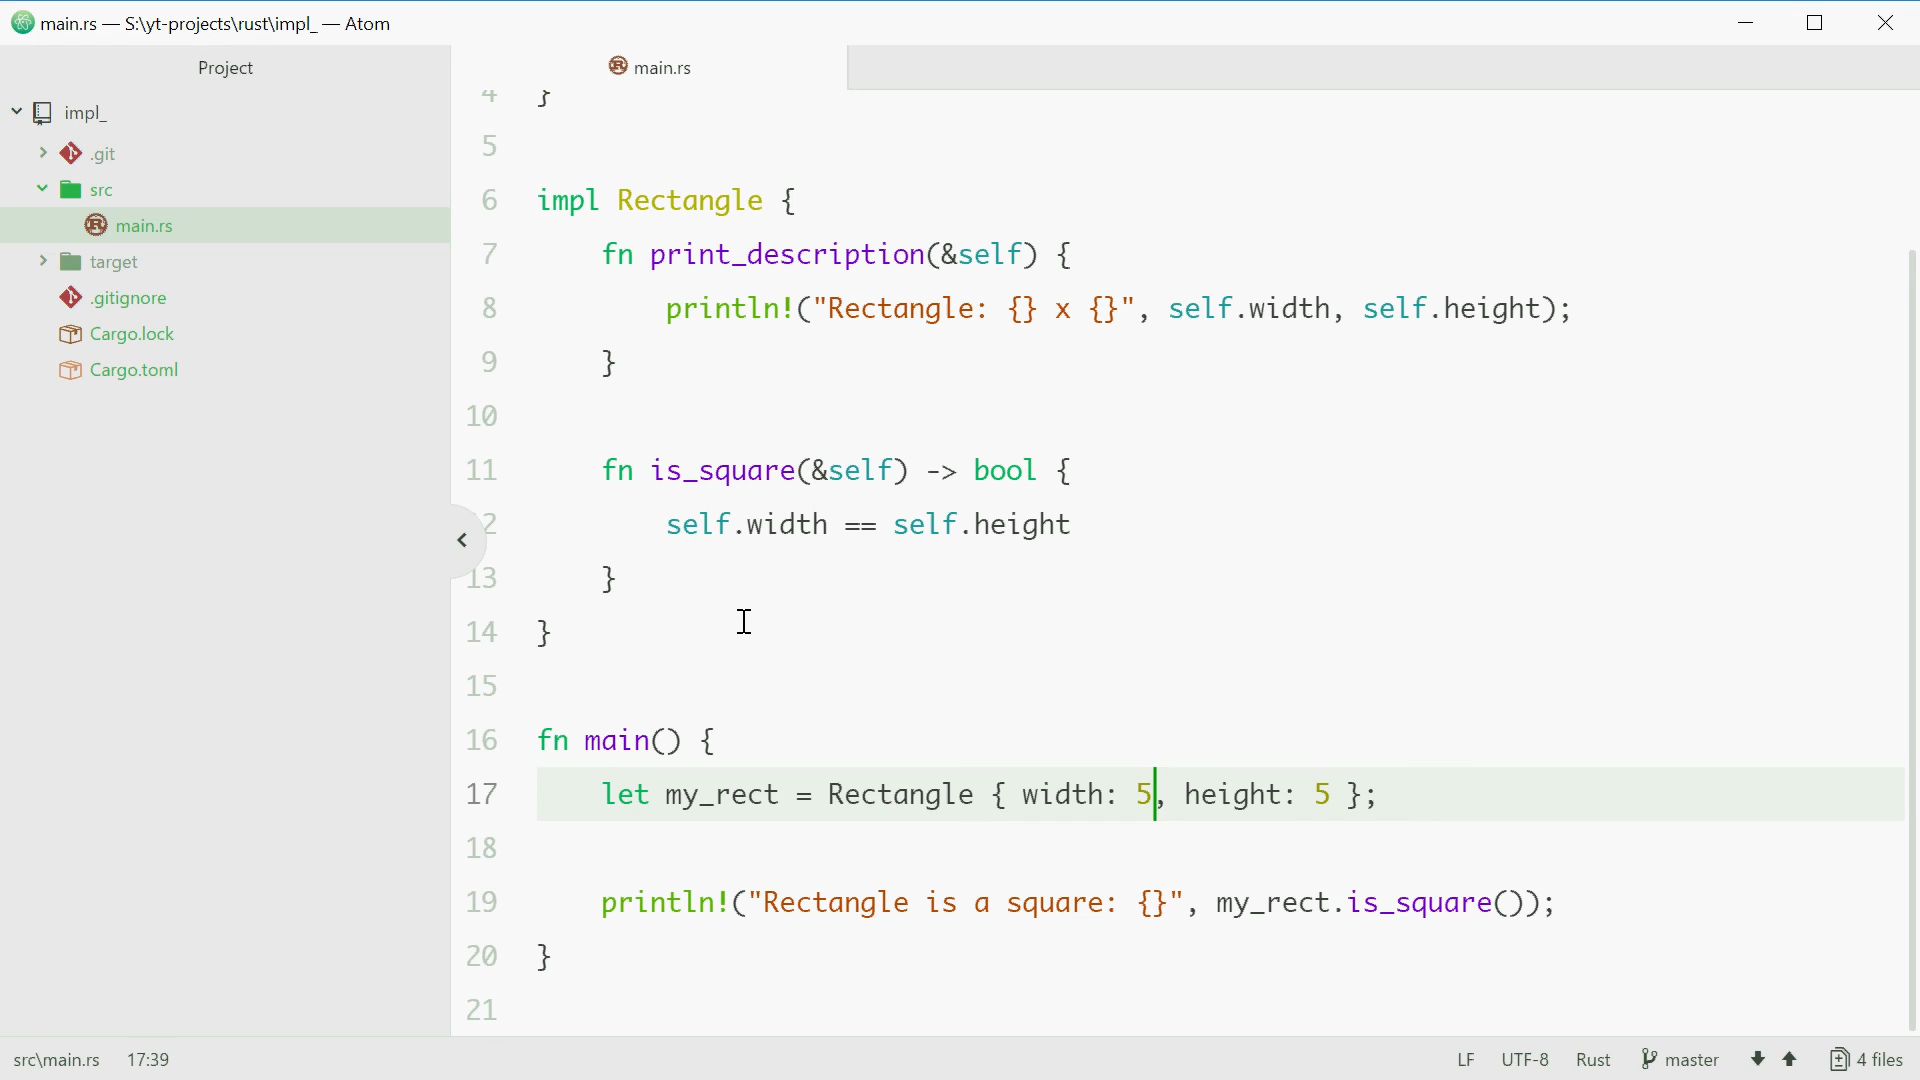 main.rs — S:\yt-projects\rust\impl_ — Atom
Project
main.rs
impl_
.git
src
main.rs
target
.gitignore
Cargo.lock
Cargo.toml
4 }
5
6 impl Rectangle {
7 fn print_description(&self) {
8 println!("Rectangle: {} x {}", self.width, self.height);
9 }
10
11 fn is_square(&self) -> bool {
2 self.width == self.height
13 }
14 }
15
16 fn main() {
17 let my_rect = Rectangle { width: 5, height: 5 };
18
19 println!("Rectangle is a square: {}", my_rect.is_square());
20 }
21
src\main.rs 17:39 LF UTF-8 Rust master 4 files